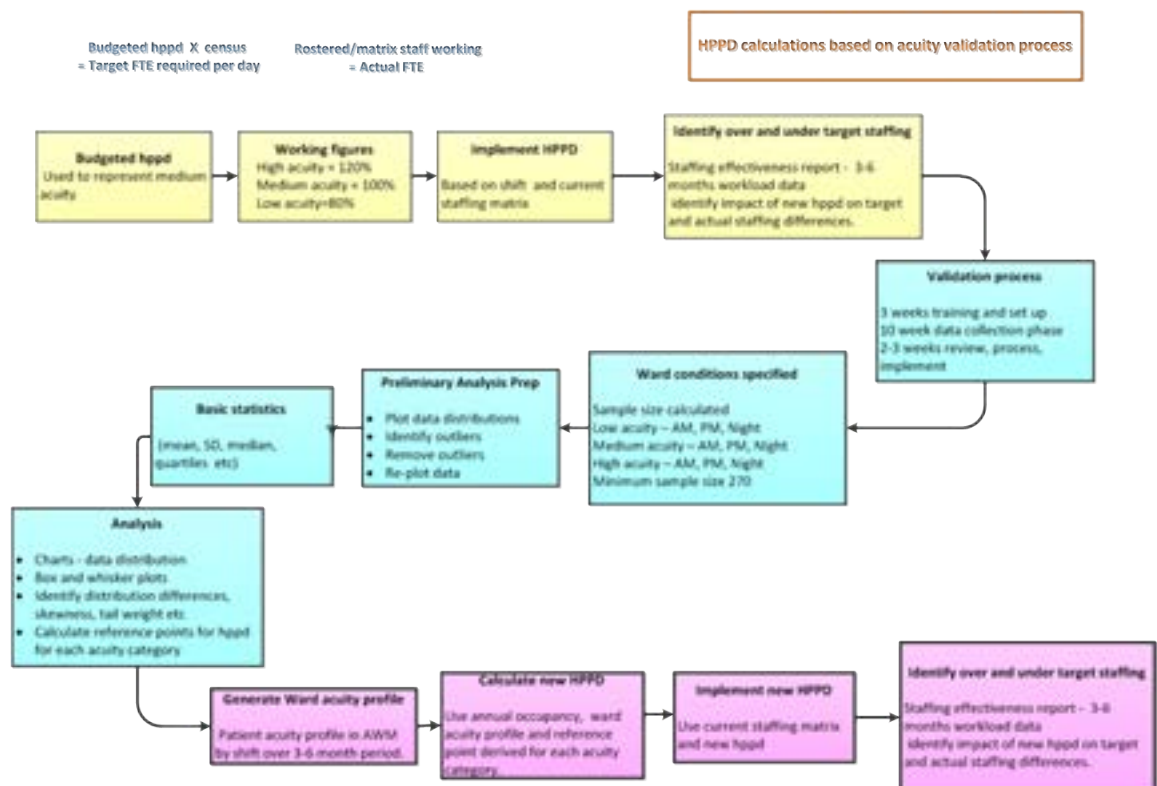 Budgeted hppd X census
= Target FTE required per day
Rostered/matrix staff working
= Actual FTE
HPPD calculations based on acuity validation process
Budgeted hppd
Used to represent medium
acuity
Working figures
High acuity = 120%
Medium acuity = 100%
Low acuity=80%
Implement HPPD
Based on shift and current
staffing matrix
Identify over and under target staffing
Staffing effectiveness report - 3-6
months workload data
identify impact of new hppd on target
and actual staffing differences.
Validation process
3 weeks training and set up
10 week data collection phase
2-3 weeks review, process,
implement
Ward conditions specified
Sample size calculated
Low acuity – AM, PM, Night
Medium acuity – AM, PM, Night
High acuity – AM, PM, Night
Minimum sample size 270
Preliminary Analysis Prep
• Plot data distributions
• Identify outliers
• Remove outliers
• Re-plot data
Basic statistics
(mean, SD, median,
quartiles etc)
Analysis
• Charts - data distribution
• Box and whisker plots
• Identify distribution differences,
skewness, tail weight etc
• Calculate reference points for hppd
for each acuity category
Generate Ward acuity profile
Patient acuity profile in AWM
by shift over 3-6 month period.
Calculate new HPPD
Use annual occupancy, ward
acuity profile and reference
point derived for each acuity
category.
Implement new HPPD
Use current staffing matrix
and new hppd
Identify over and under target staffing
Staffing effectiveness report - 3-6
months workload data
identify impact of new hppd on target
and actual staffing differences.